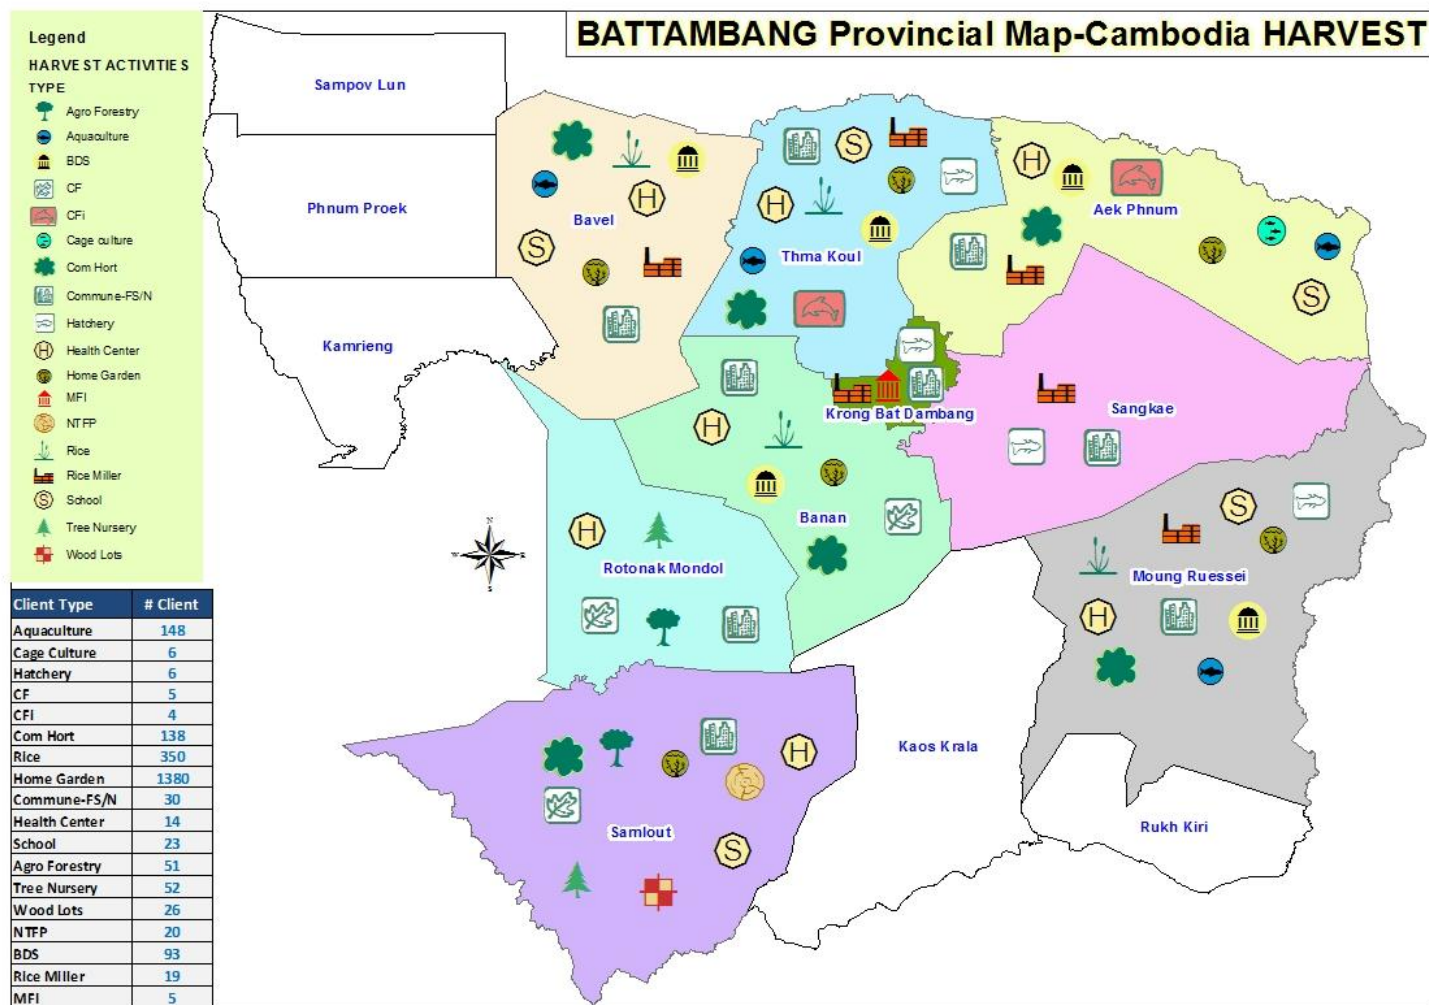 BATTAMBANG Provincial Map-Cambodia HARVEST
Legend
HARVEST ACTIVITIES
TYPE
Agro Forestry
Aquaculture
BDS
CF
CFi
Cage culture
Com Hort
Commune-FS/N
Hatchery
Health Center
Home Garden
MFI
NTFP
Rice
Rice Miller
School
Tree Nursery
Wood Lots
Client Type # Client
Aquaculture 148
Cage Culture 6
Hatchery 6
CF 5
CFI 4
Com Hort 138
Rice 350
Home Garden 1380
Commune-FS/N 30
Health Center 14
School 23
Agro Forestry 51
Tree Nursery 52
Wood Lots 26
NTFP 20
BDS 93
Rice Miller 19
MFI 5
Sampov Lun
Phnum Proek
Kamrieng
Bavel
H
S
Thma Koul
S
H
Aek Phnum
H
S
Krong Bat Dambang
Sangkae
Banan
H
N
W E
S
Rotonak Mondol
H
Moung Ruessei
S
H
Samlout
H
S
Kaos Krala
Rukh Kiri